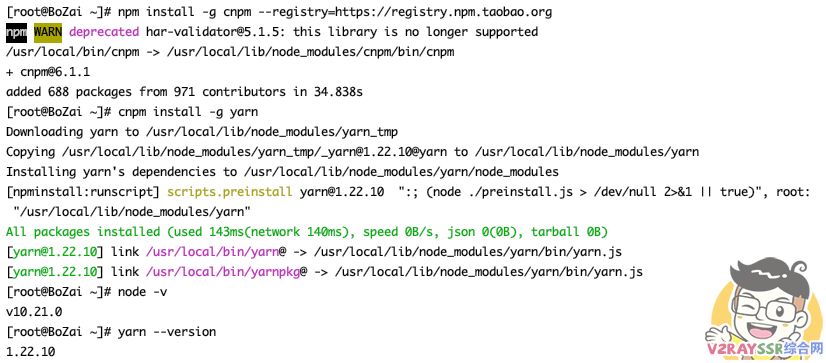 [root@BoZai ~]# npm install -g cnpm --registry=https://registry.npm.taobao.org
npm WARN deprecated har-validator@5.1.5: this library is no longer supported
/usr/local/bin/cnpm -> /usr/local/lib/node_modules/cnpm/bin/cnpm
+ cnpm@6.1.1
added 688 packages from 971 contributors in 34.838s
[root@BoZai ~]# cnpm install -g yarn
Downloading yarn to /usr/local/lib/node_modules/yarn_tmp
Copying /usr/local/lib/node_modules/yarn_tmp/_yarn@1.22.10@yarn to /usr/local/lib/node_modules/yarn
Installing yarn's dependencies to /usr/local/lib/node_modules/yarn/node_modules
[npminstall:runscript] scripts.preinstall yarn@1.22.10  ":; (node ./preinstall.js > /dev/null 2>&1 || true)", root:
"/usr/local/lib/node_modules/yarn"
All packages installed (used 143ms(network 140ms), speed 0B/s, json 0(0B), tarball 0B)
[yarn@1.22.10] link /usr/local/bin/yarn@ -> /usr/local/lib/node_modules/yarn/bin/yarn.js
[yarn@1.22.10] link /usr/local/bin/yarnpkg@ -> /usr/local/lib/node_modules/yarn/bin/yarn.js
[root@BoZai ~]# node -v
v10.21.0
[root@BoZai ~]# yarn --version
1.22.10
V2RAYSSR综合网